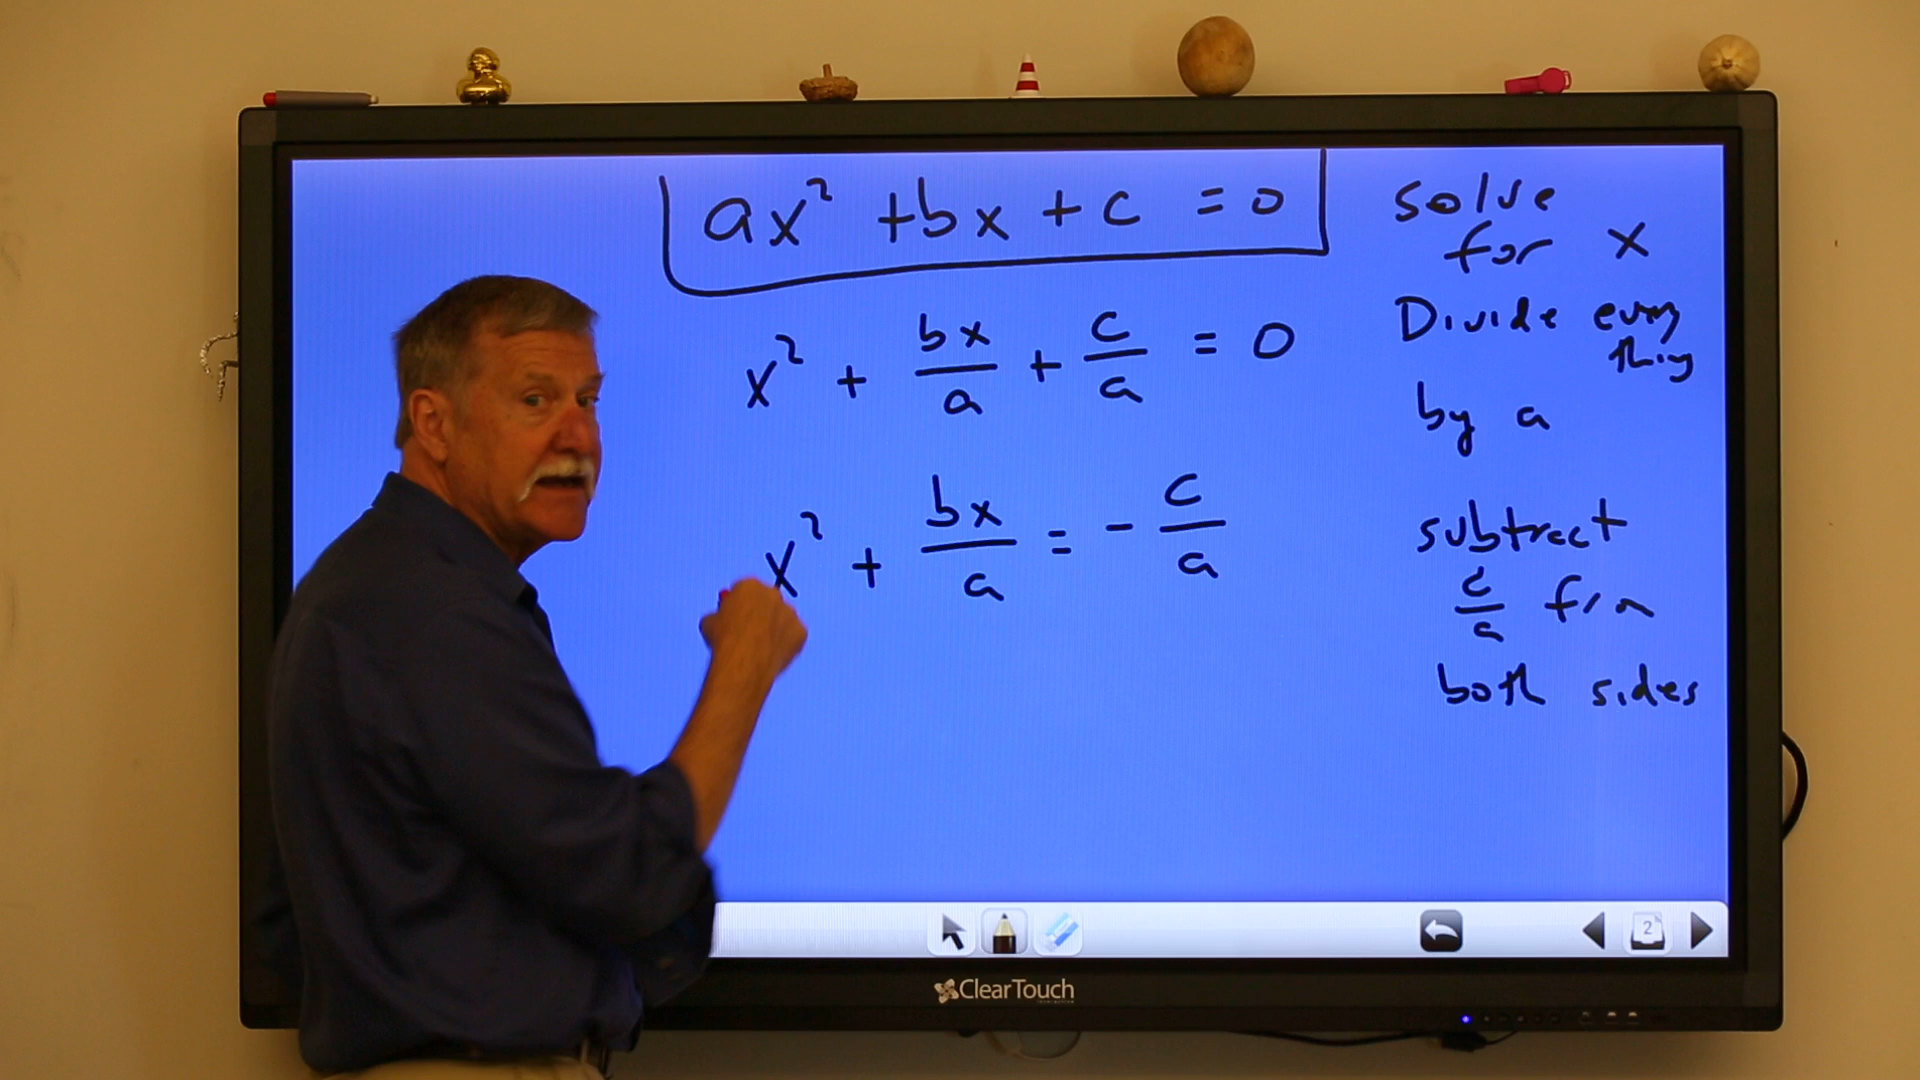 ax² + bx + c = 0
solve
for x
x² + bx/a + c/a = 0
Divide every
thing
by a
x² + bx/a = - c/a
subtract
c/a from
both sides
2
ClearTouch